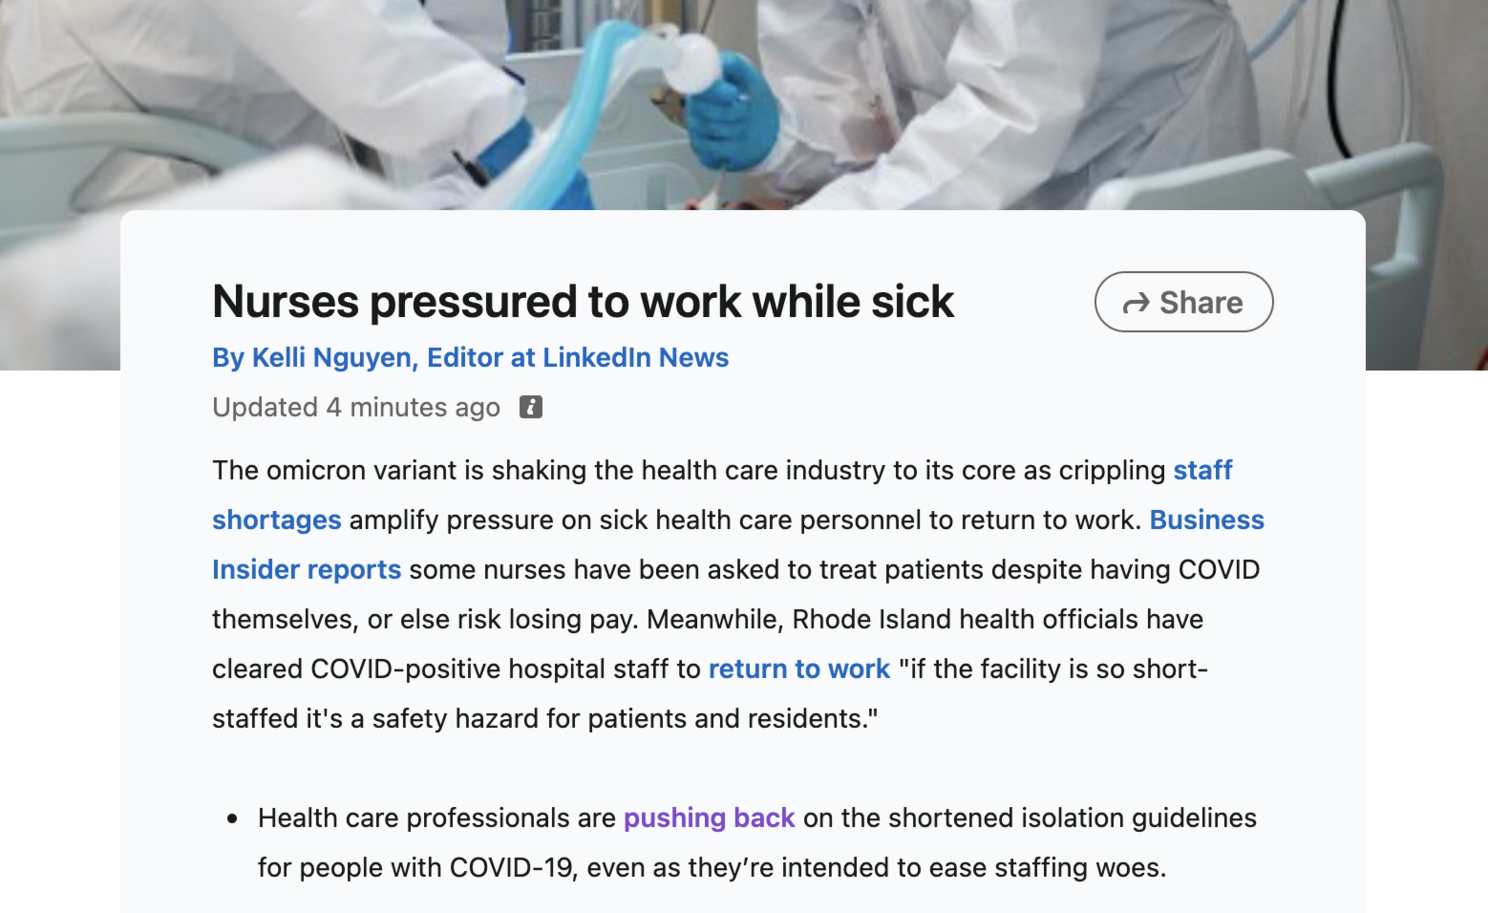 Nurses pressured to work while sick
Share
By Kelli Nguyen, Editor at LinkedIn News
Updated 4 minutes ago
The omicron variant is shaking the health care industry to its core as crippling staff
shortages amplify pressure on sick health care personnel to return to work. Business
Insider reports some nurses have been asked to treat patients despite having COVID
themselves, or else risk losing pay. Meanwhile, Rhode Island health officials have
cleared COVID-positive hospital staff to return to work "if the facility is so short-
staffed it's a safety hazard for patients and residents."
• Health care professionals are pushing back on the shortened isolation guidelines
for people with COVID-19, even as they’re intended to ease staffing woes.